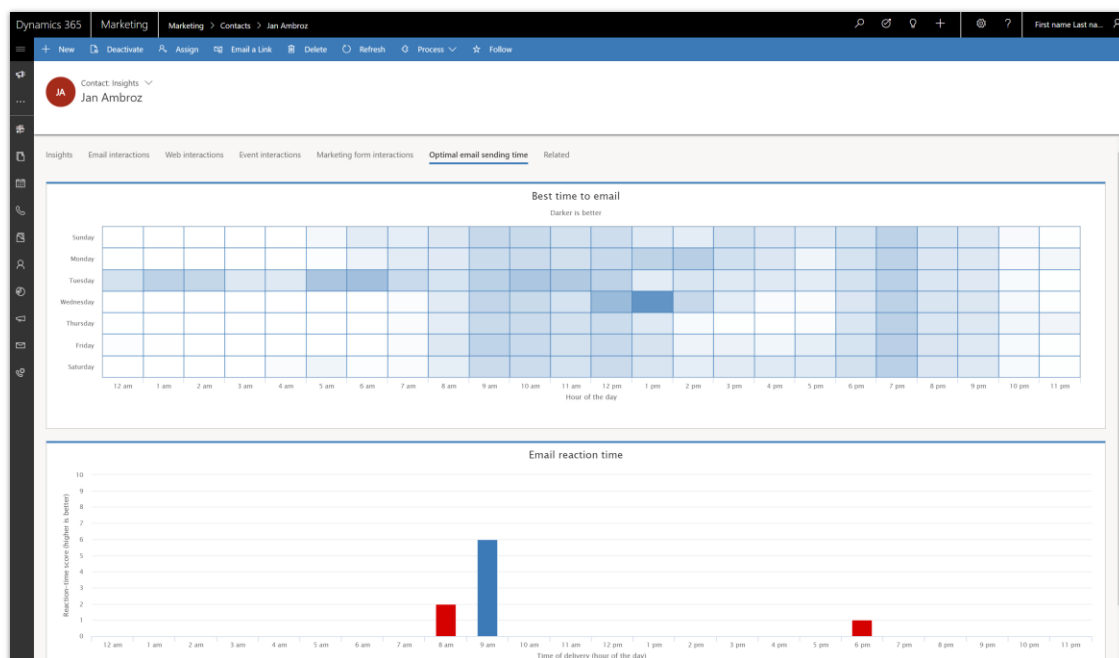 Dynamics 365 Marketing Marketing > Contacts > Jan Ambroz First name Last na...
New Deactivate Assign Email a Link Delete Refresh Process Follow
JA
Contact: Insights
Jan Ambroz
Insights Email interactions Web interactions Event interactions Marketing form interactions Optimal email sending time Related
Best time to email
Darker is better
Sunday
Monday
Tuesday
Wednesday
Thursday
Friday
Saturday
12 am 1 am 2 am 3 am 4 am 5 am 6 am 7 am 8 am 9 am 10 am 11 am 12 pm 1 pm 2 pm 3 pm 4 pm 5 pm 6 pm 7 pm 8 pm 9 pm 10 pm 11 pm
Hour of the day
Email reaction time
Reaction-time score (higher is better)
10
9
8
7
6
5
4
3
2
1
0
12 am 1 am 2 am 3 am 4 am 5 am 6 am 7 am 8 am 9 am 10 am 11 am 12 pm 1 pm 2 pm 3 pm 4 pm 5 pm 6 pm 7 pm 8 pm 9 pm 10 pm 11 pm
Time of delivery (hour of the day)